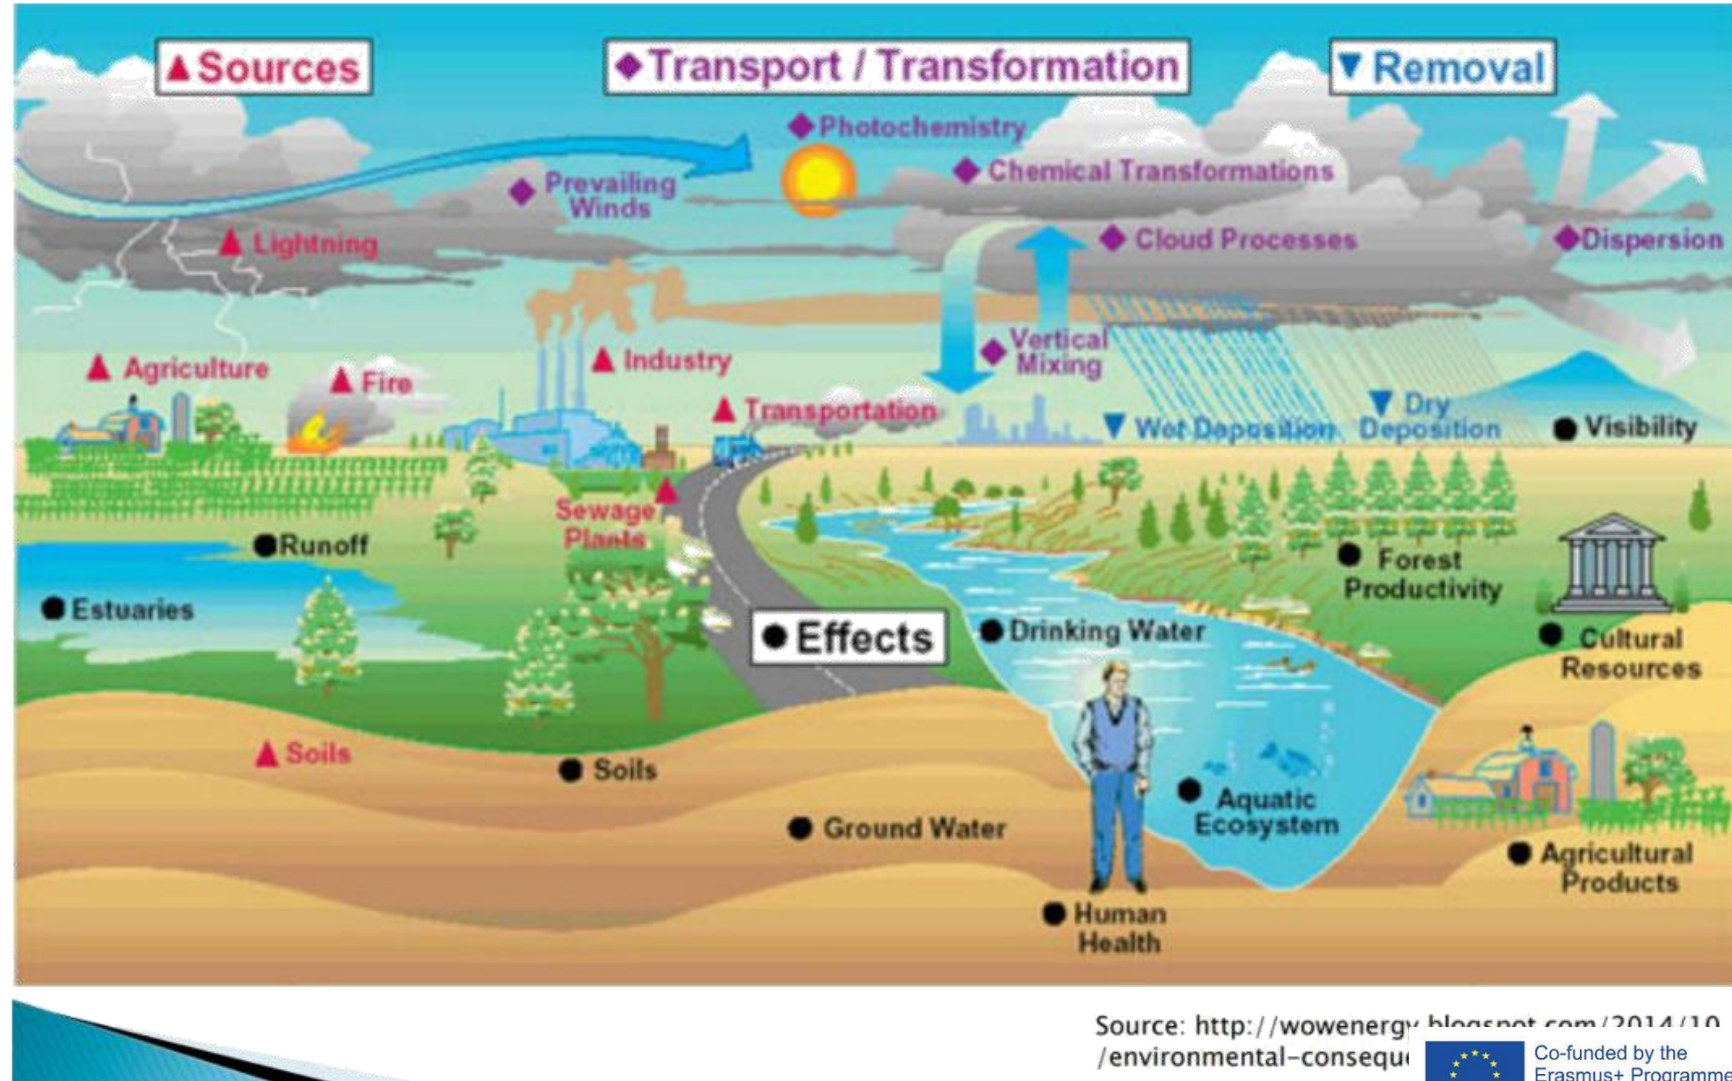 Sources
Transport / Transformation
Removal
Photochemistry
Chemical Transformations
Prevailing
Winds
Lightning
Cloud Processes
Dispersion
Vertical
Mixing
Agriculture
Fire
Industry
Transportation
Wet Deposition
Dry
Deposition
Visibility
Sewage
Plants
Runoff
Estuaries
Forest
Productivity
Effects
Drinking Water
Cultural
Resources
Soils
Soils
Ground Water
Aquatic
Ecosystem
Agricultural
Products
Human
Health
Source: http://wowenergy.blogspot.com/2014/10
/environmental-conseque
Co-funded by the
Erasmus+ Programme